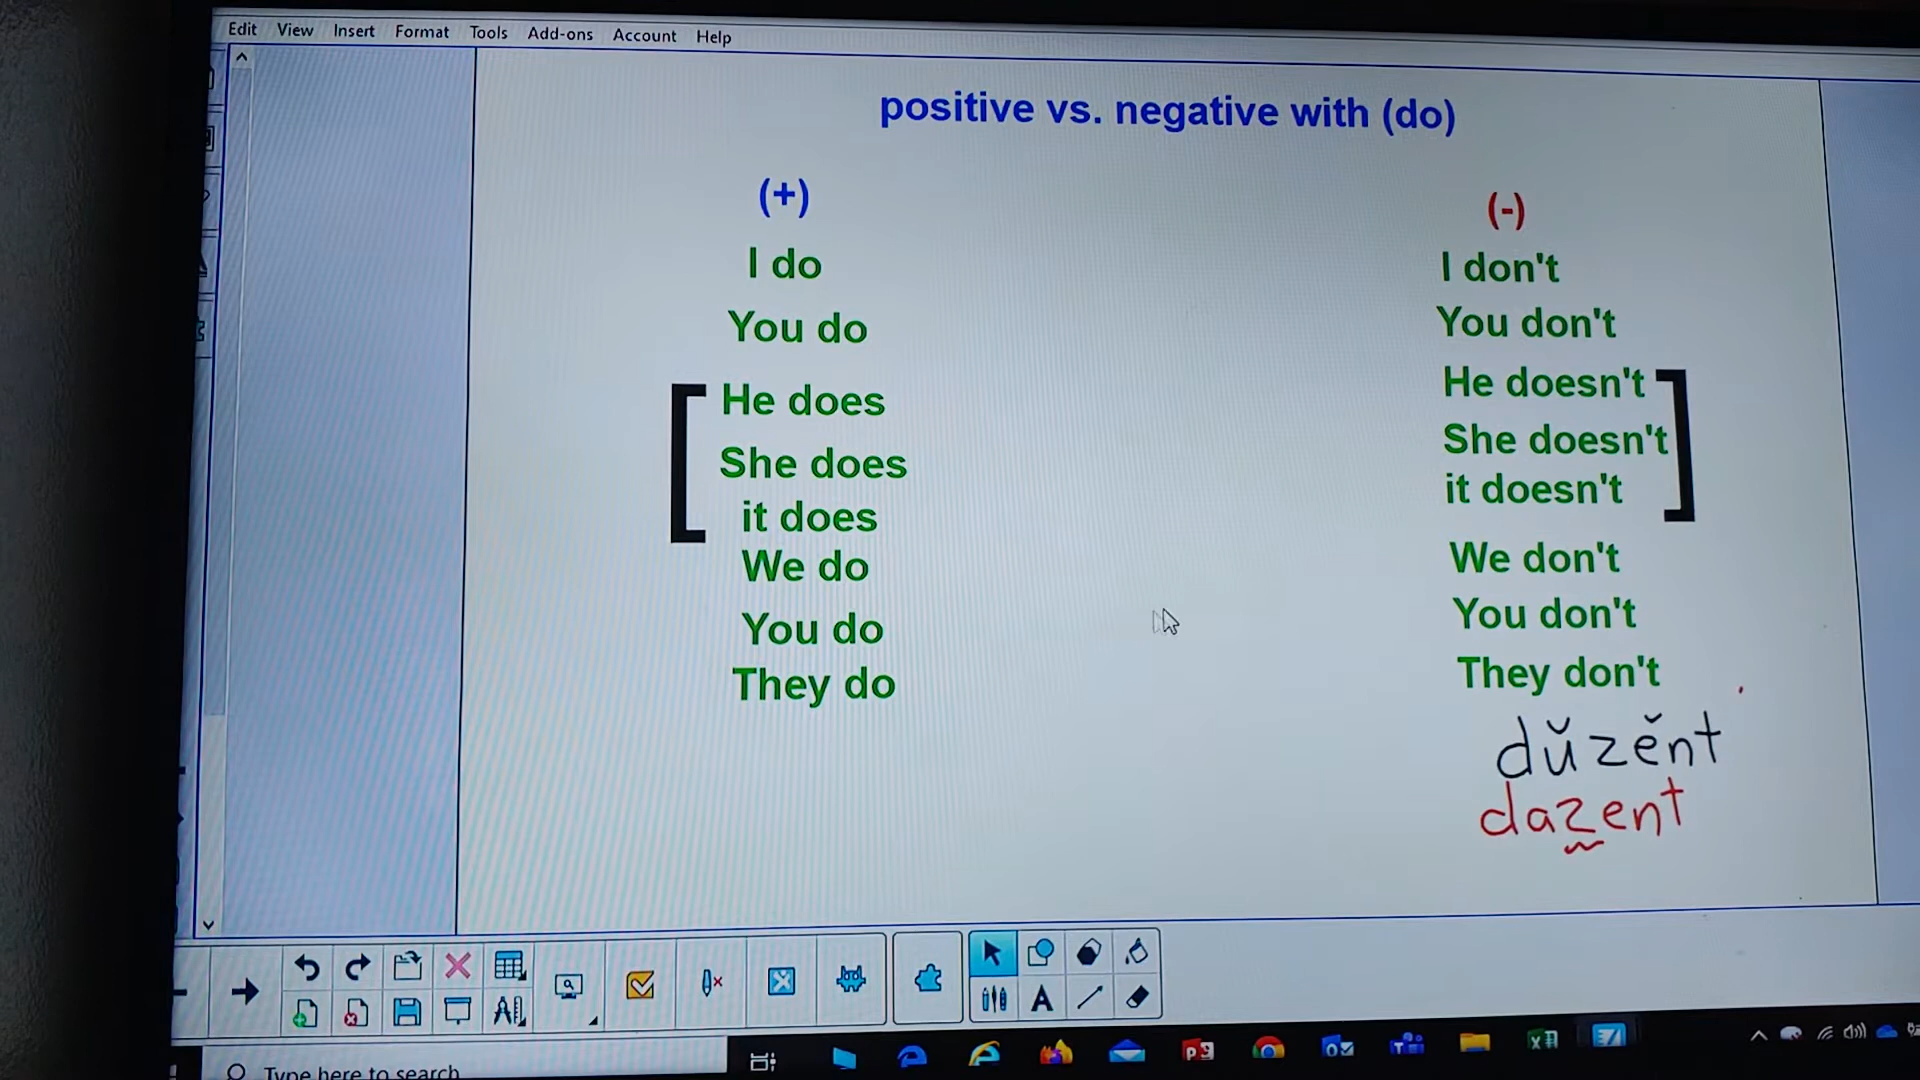 Edit View Insert Format Tools Add-ons Account Help
positive vs. negative with (do)
(+)
I do
You do
He does
She does
it does
We do
You do
They do
(-)
I don't
You don't
He doesn't
She doesn't
it doesn't
We don't
You don't
They don't
dŭzĕnt
dazent
Type here to search